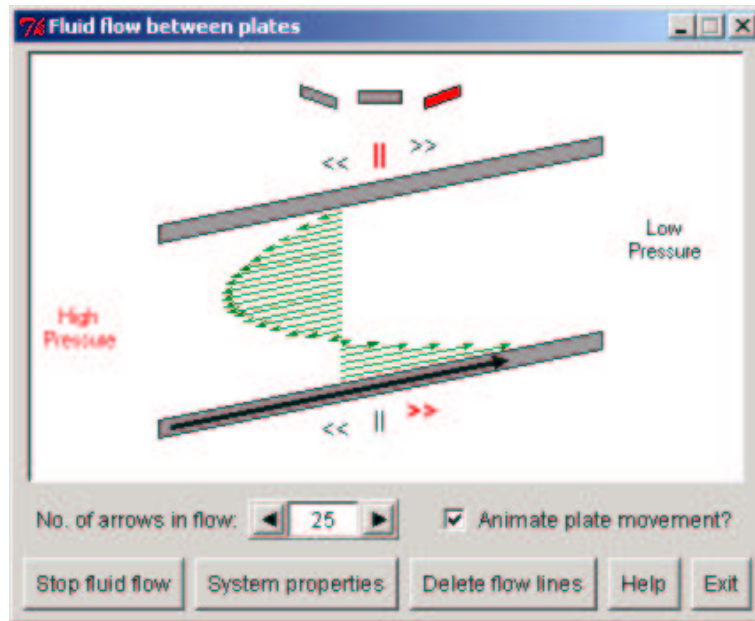 Fluid flow between plates
<< || >>
Low
Pressure
High
Pressure
<< || >>
No. of arrows in flow: 25 Animate plate movement?
Stop fluid flow System properties Delete flow lines Help Exit